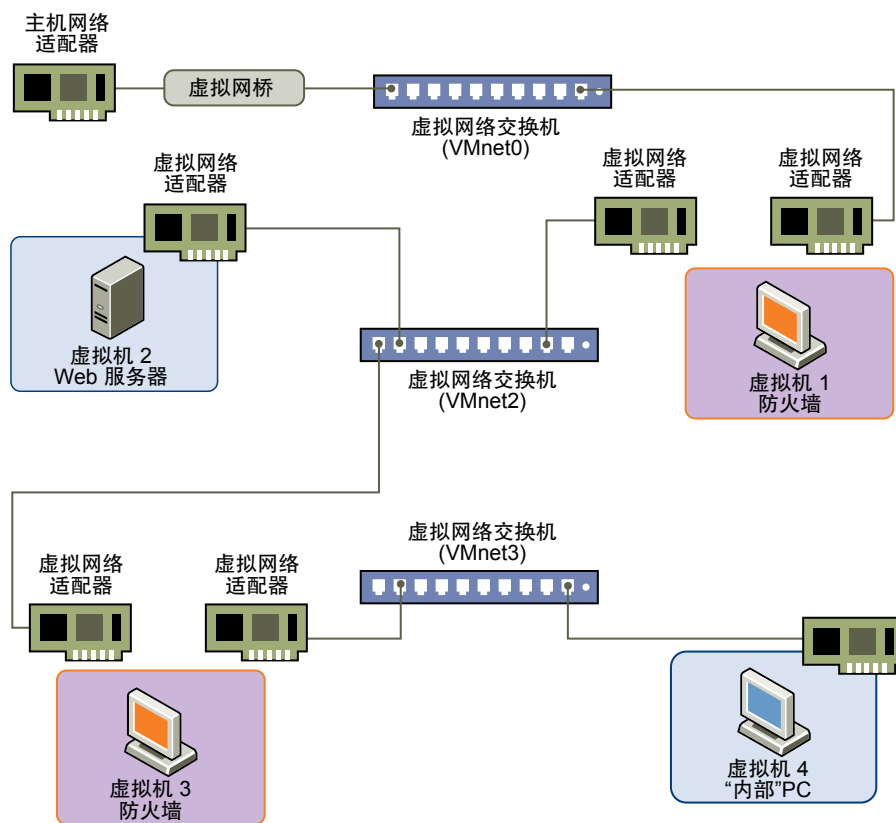 主机网络
适配器
虚拟网桥
虚拟网络交换机
(VMnet0)
虚拟网络
适配器
虚拟网络
适配器
虚拟网络
适配器
虚拟机 2
Web 服务器
虚拟网络交换机
(VMnet2)
虚拟机 1
防火墙
虚拟网络交换机
(VMnet3)
虚拟网络
适配器
虚拟网络
适配器
虚拟机 3
防火墙
虚拟机 4
“内部”PC